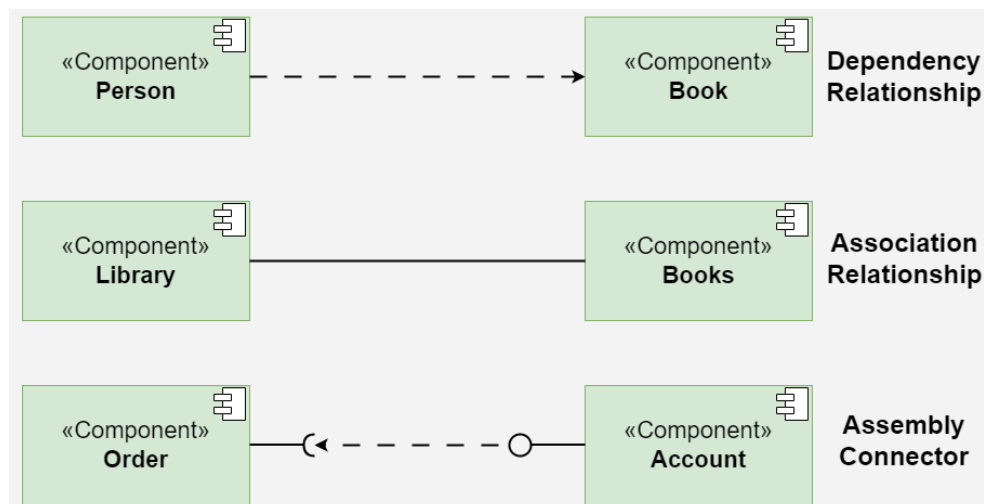 «Component»
Person
«Component»
Book
Dependency
Relationship
«Component»
Library
«Component»
Books
Association
Relationship
«Component»
Order
«Component»
Account
Assembly
Connector